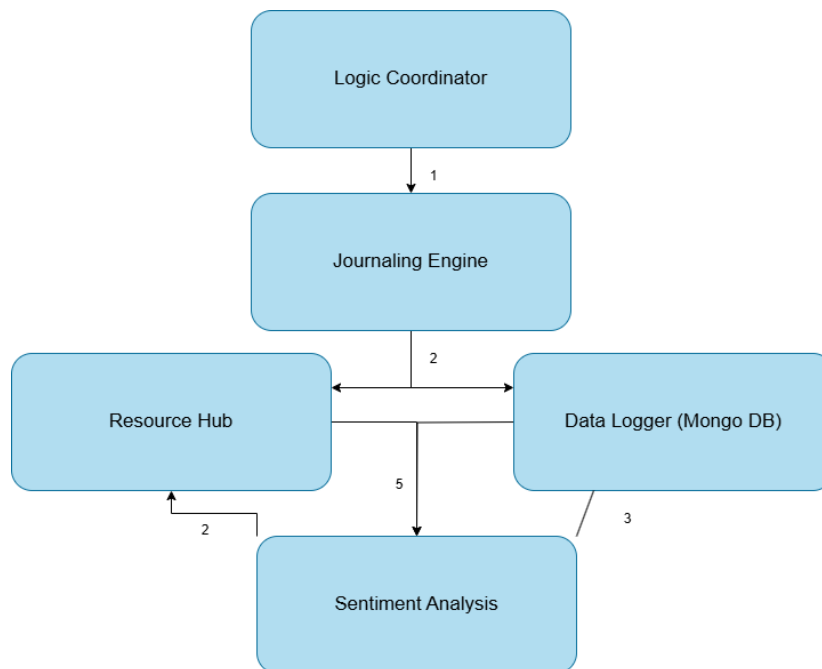 Logic Coordinator
1
Journaling Engine
2
Resource Hub
Data Logger (Mongo DB)
5
2
3
Sentiment Analysis